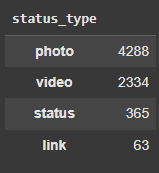 status_type
photo 4288
video 2334
status 365
link 63